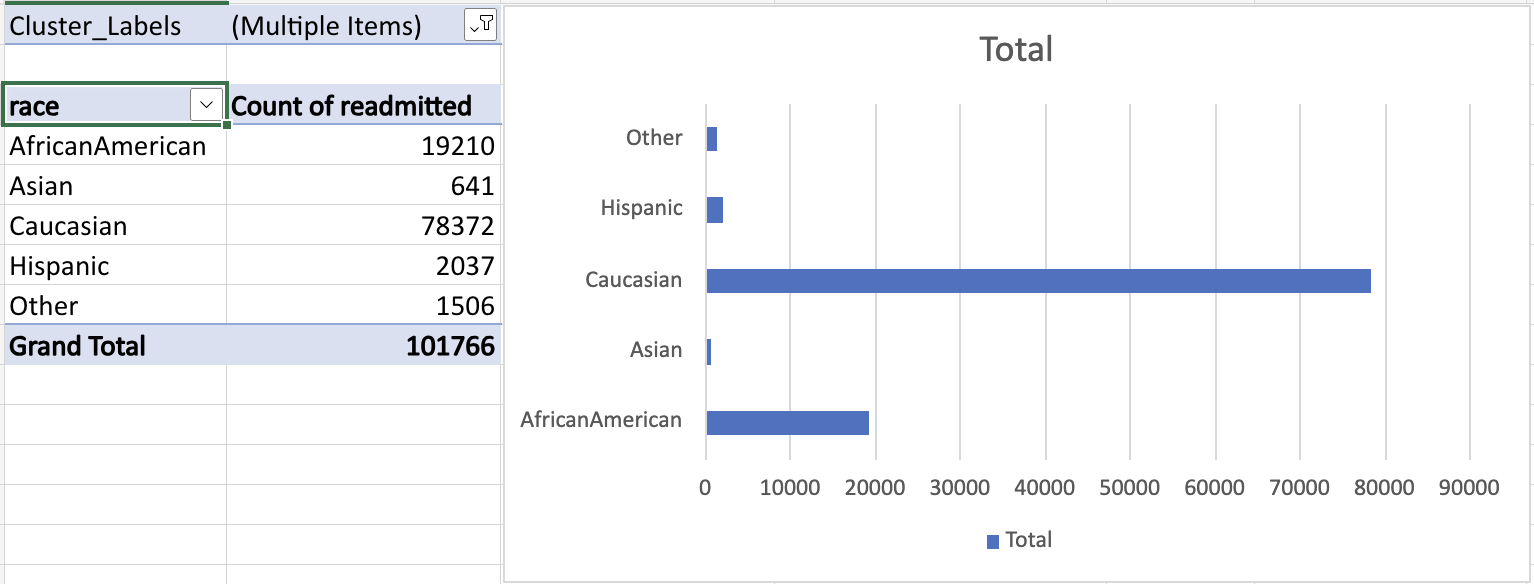 Cluster_Labels (Multiple Items)
race Count of readmitted
AfricanAmerican 19210
Asian 641
Caucasian 78372
Hispanic 2037
Other 1506
Grand Total 101766
Total
Other
Hispanic
Caucasian
Asian
AfricanAmerican
0 10000 20000 30000 40000 50000 60000 70000 80000 90000
Total